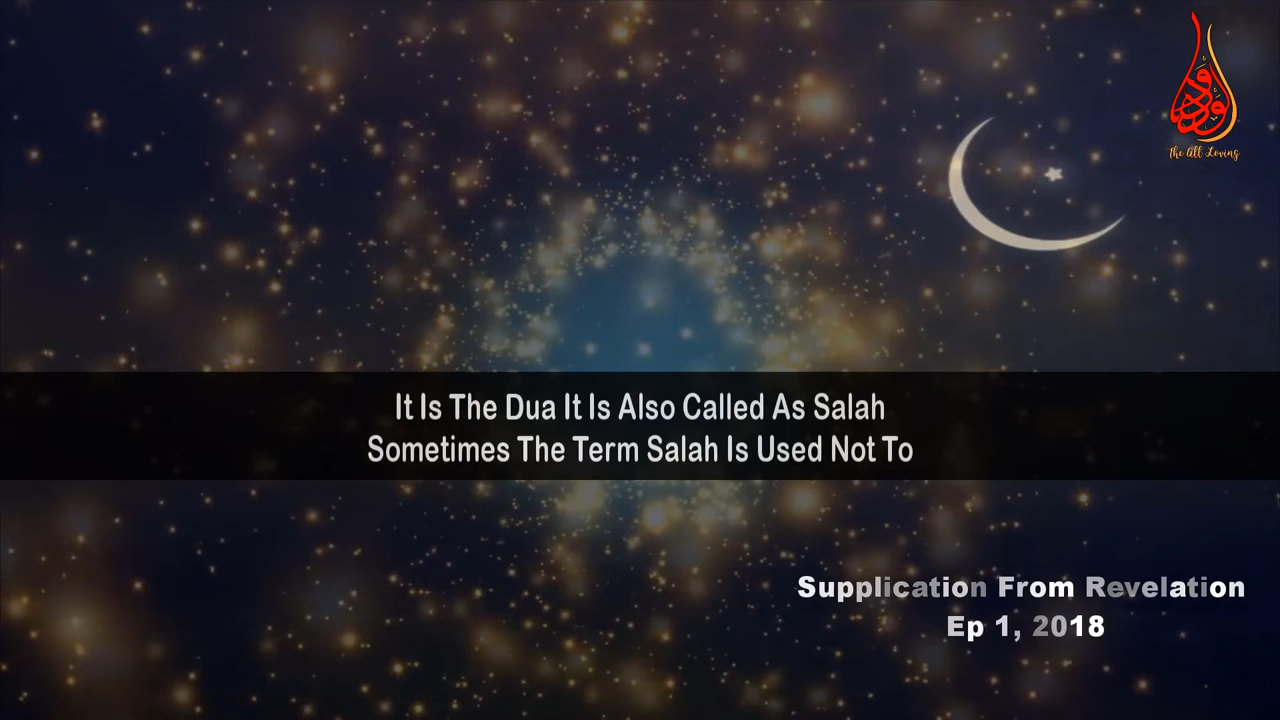 الودود
The All Loving
It Is The Dua It Is Also Called As Salah
Sometimes The Term Salah Is Used Not To
Supplication From Revelation
Ep 1, 2018